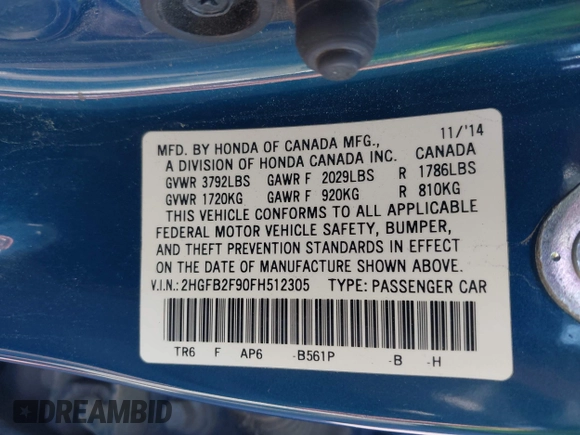 MFD. BY HONDA OF CANADA MFG., 11/'14
A DIVISION OF HONDA CANADA INC. CANADA
GVWR 3792LBS GAWR F 2029LBS R 1786LBS
GVWR 1720KG GAWR F 920KG R 810KG
THIS VEHICLE CONFORMS TO ALL APPLICABLE
FEDERAL MOTOR VEHICLE SAFETY, BUMPER,
AND THEFT PREVENTION STANDARDS IN EFFECT
ON THE DATE OF MANUFACTURE SHOWN ABOVE.
V.I.N.: 2HGFB2F90FH512305 TYPE: PASSENGER CAR
TR6 F AP6 -B561P -B -H
DREAMBID